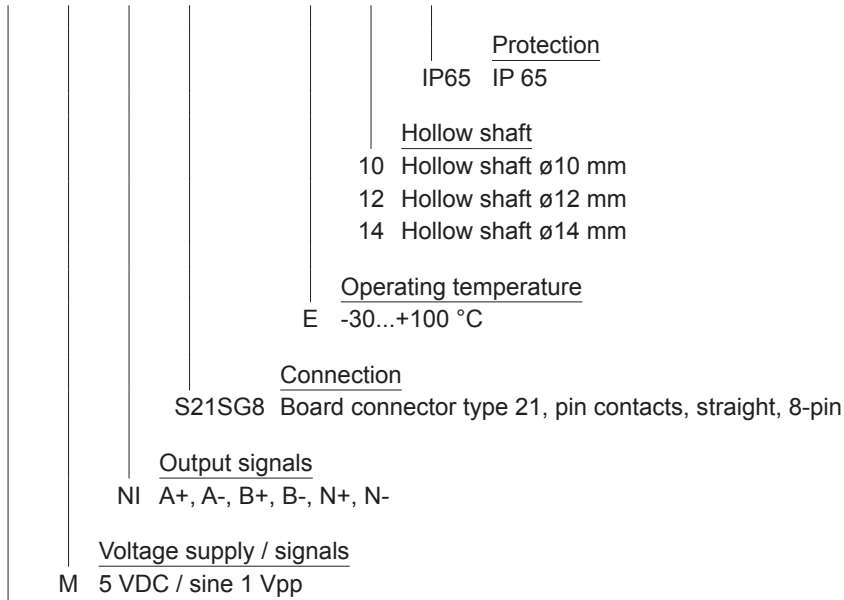 Protection
IP65 IP 65
Hollow shaft
10 Hollow shaft ø10 mm
12 Hollow shaft ø12 mm
14 Hollow shaft ø14 mm
Operating temperature
E -30...+100 °C
Connection
S21SG8 Board connector type 21, pin contacts, straight, 8-pin
Output signals
NI A+, A-, B+, B-, N+, N-
Voltage supply / signals
M 5 VDC / sine 1 Vpp